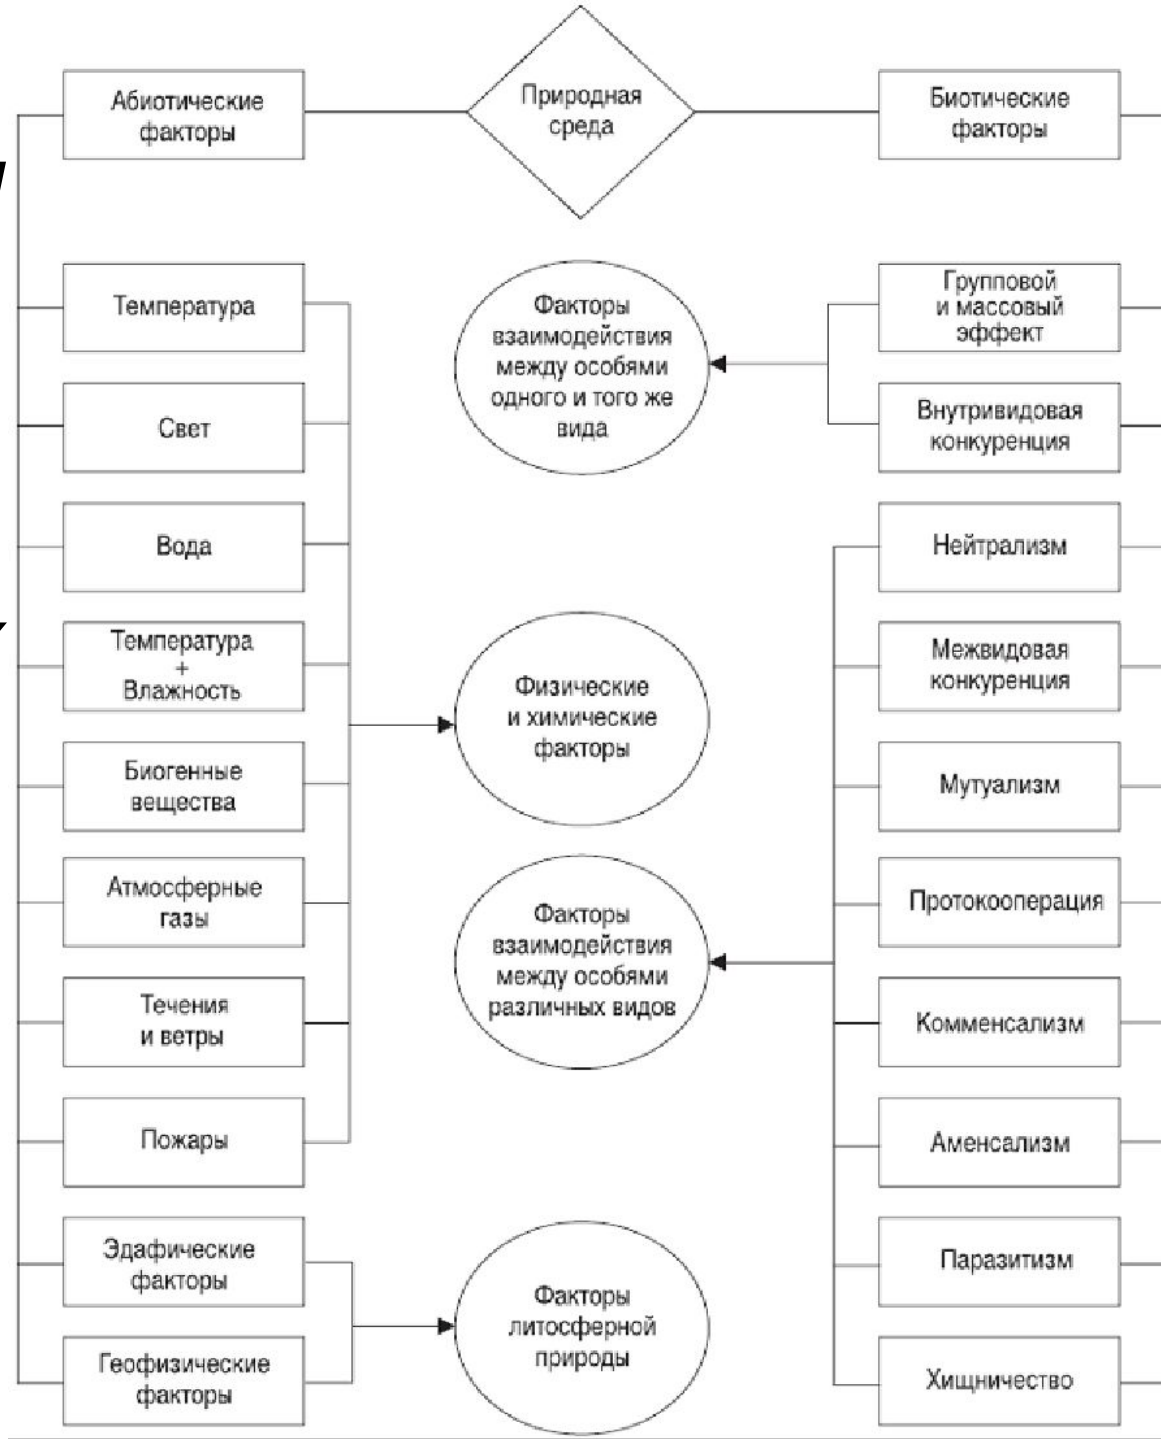 Абиотические
факторы
Природная
среда
Биотические
факторы
Температура
Свет
Вода
Температура
+
Влажность
Биогенные
вещества
Атмосферные
газы
Течения
и ветры
Пожары
Эдафические
факторы
Геофизические
факторы
Факторы
взаимодействия
между особями
одного и того же
вида
Физические
и химические
факторы
Факторы
взаимодействия
между особями
различных видов
Факторы
литосферной
природы
Групповой
и массовый
эффект
Внутривидовая
конкуренция
Нейтрализм
Межвидовая
конкуренция
Мутуализм
Протокооперация
Комменсализм
Аменсализм
Паразитизм
Хищничество